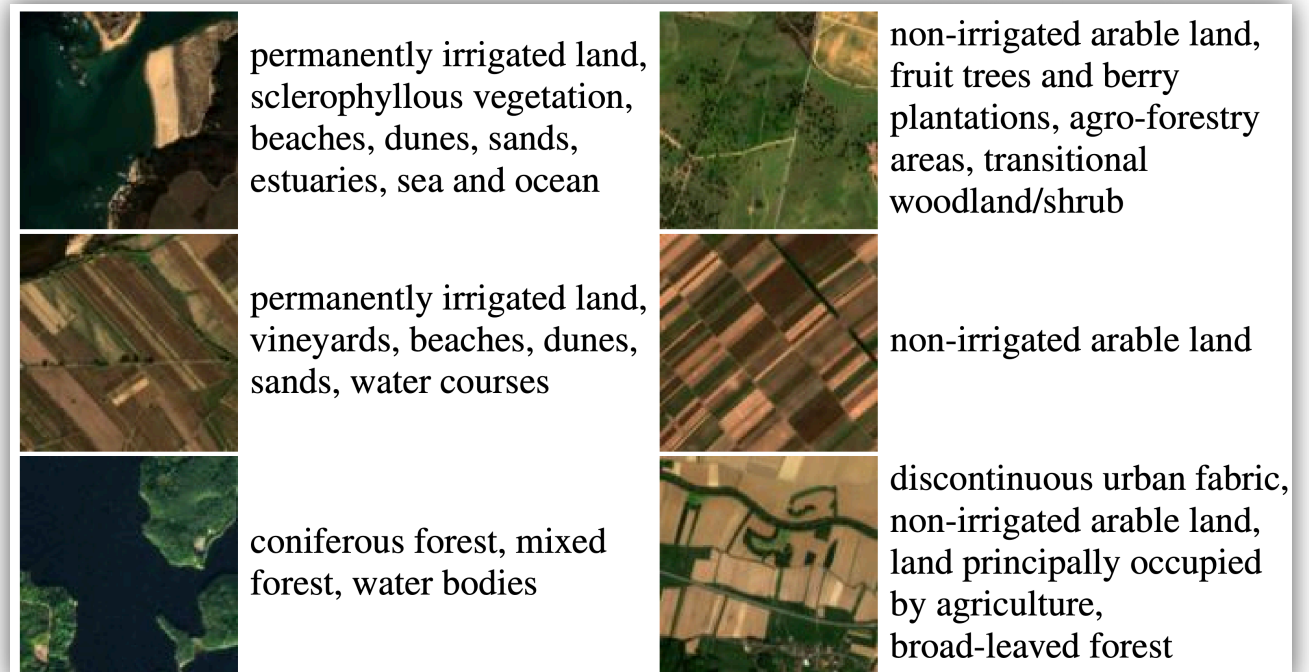 permanently irrigated land,
sclerophyllous vegetation,
beaches, dunes, sands,
estuaries, sea and ocean
non-irrigated arable land,
fruit trees and berry
plantations, agro-forestry
areas, transitional
woodland/shrub
permanently irrigated land,
vineyards, beaches, dunes,
sands, water courses
non-irrigated arable land
coniferous forest, mixed
forest, water bodies
discontinuous urban fabric,
non-irrigated arable land,
land principally occupied
by agriculture,
broad-leaved forest